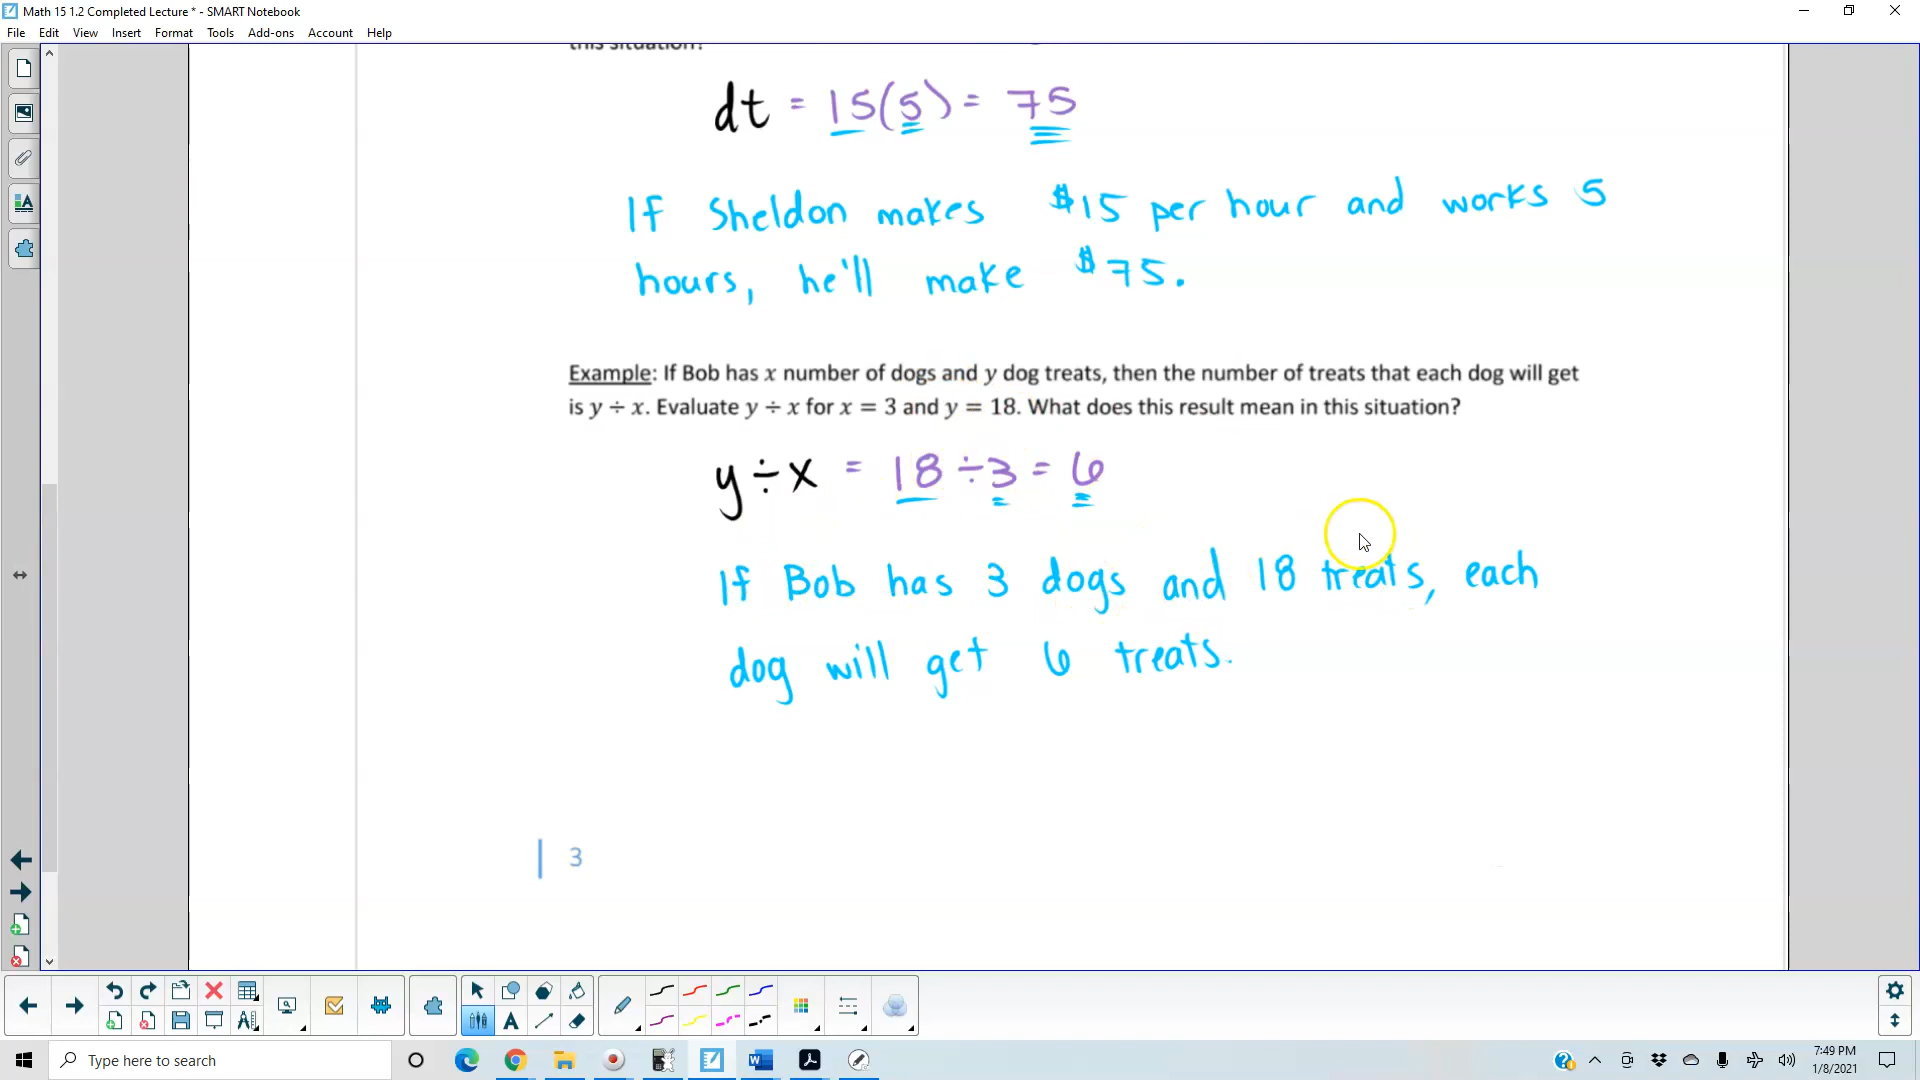 Math 15 1.2 Completed Lecture * - SMART Notebook
File Edit View Insert Format Tools Add-ons Account Help
this situation?
dt = 15(5) = 75
If Sheldon makes $15 per hour and works 5
hours, he'll make $75.
Example: If Bob has x number of dogs and y dog treats, then the number of treats that each dog will get
is y ÷ x. Evaluate y ÷ x for x = 3 and y = 18. What does this result mean in this situation?
y ÷ x = 18 ÷ 3 = 6
If Bob has 3 dogs and 18 treats, each
dog will get 6 treats.
3
Type here to search
7:49 PM
1/8/2021